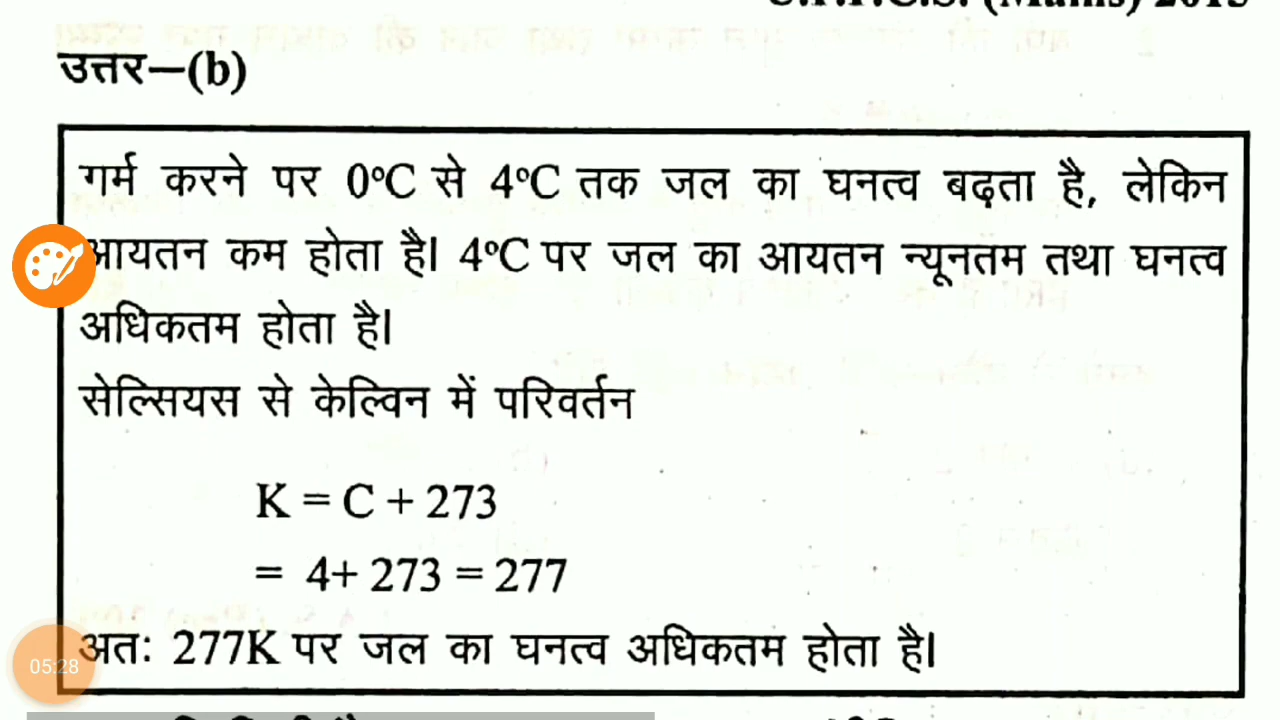 उत्तर—(b)
गर्म करने पर 0°C से 4°C तक जल का घनत्व बढ़ता है, लेकिन
आयतन कम होता है। 4°C पर जल का आयतन न्यूनतम तथा घनत्व
अधिकतम होता है।
सेल्सियस से केल्विन में परिवर्तन
K = C + 273
= 4+ 273 = 277
अतः 277K पर जल का घनत्व अधिकतम होता है।
05:28